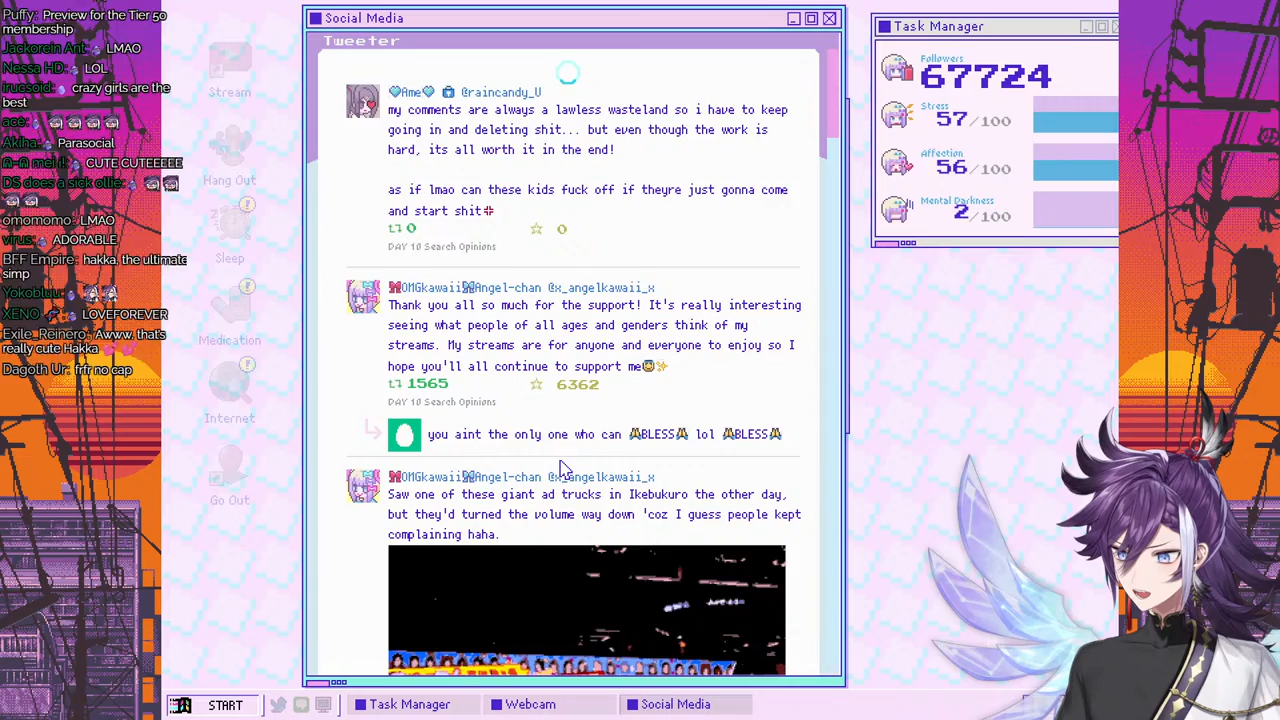 Puffy: Preview for the Tier 50
membership
Jackorein Ant: LMAO
Nessa HD: LOL
irucsoid: crazy girls are the
best
ace:
Akiha: Parasocial
CUTE CUTEEEEE
DS does a sick ollie:
omomomo: LMAO
virus: ADORABLE
BFF Empire: hakka, the ultimate
simp
Yokobluu:
XENO: LOVEFOREVER
Exile_Reinero: Awww, that's
really cute Hakka
Dagoth Ur: frfr no cap
Stream
Hang Out
Sleep
Medication
Internet
Go Out
Social Media
Tweeter
Ame @raincandy_U
my comments are always a lawless wasteland so i have to keep
going in and deleting shit... but even though the work is
hard, its all worth it in the end!
as if lmao can these kids fuck off if theyre just gonna come
and start shit💢
0 0
DAY 10 Search Opinions
OMGkawaii Angel-chan @x_angelkawaii_x
Thank you all so much for the support! It's really interesting
seeing what people of all ages and genders think of my
streams. My streams are for anyone and everyone to enjoy so I
hope you'll all continue to support me😇✨
1565 6362
DAY 10 Search Opinions
you aint the only one who can 🙏BLESS🙏 lol 🙏BLESS🙏
OMGkawaii Angel-chan @x_angelkawaii_x
Saw one of these giant ad trucks in Ikebukuro the other day,
but they'd turned the volume way down 'coz I guess people kept
complaining haha.
Task Manager
Followers
67724
Stress
57/100
Affection
56/100
Mental Darkness
2/100
START
Task Manager
Webcam
Social Media